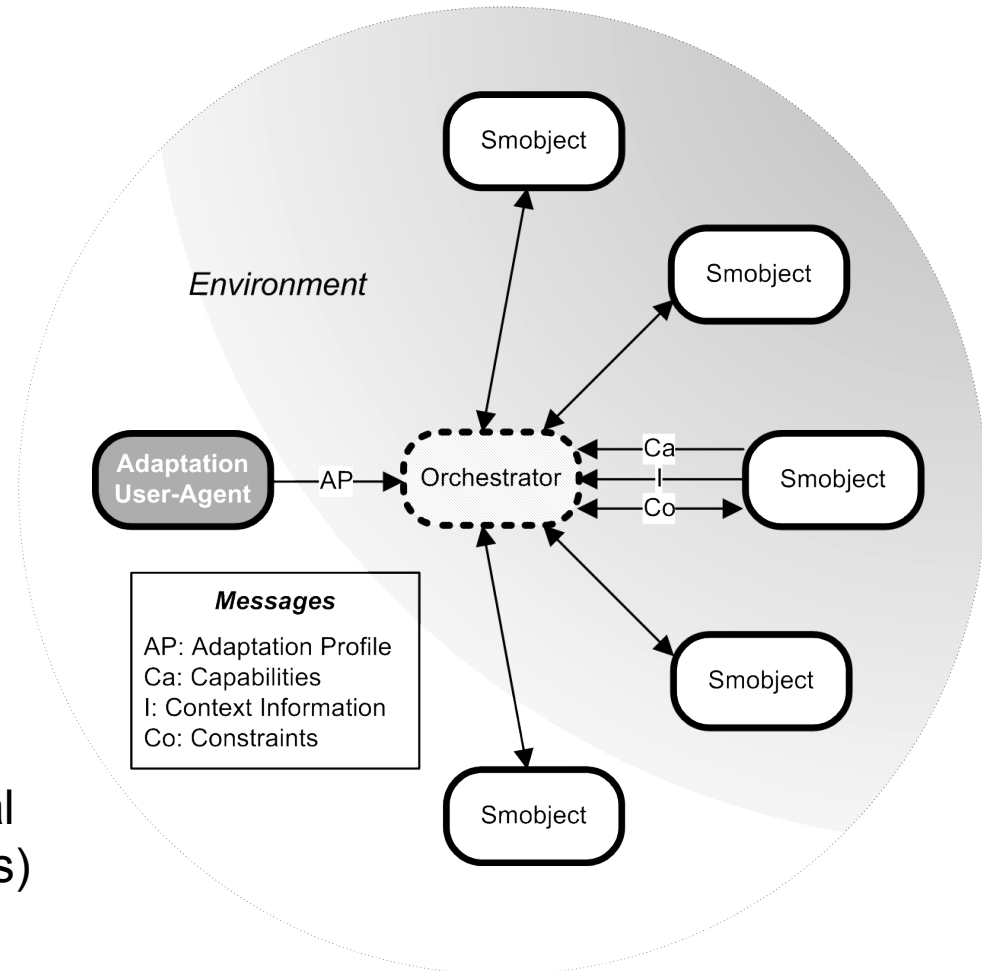 Smobject
Smobject
Environment
Adaptation
User-Agent
AP
Orchestrator
Ca
I
Co
Smobject
Messages
AP: Adaptation Profile
Ca: Capabilities
I: Context Information
Co: Constraints
Smobject
Smobject
al
s)